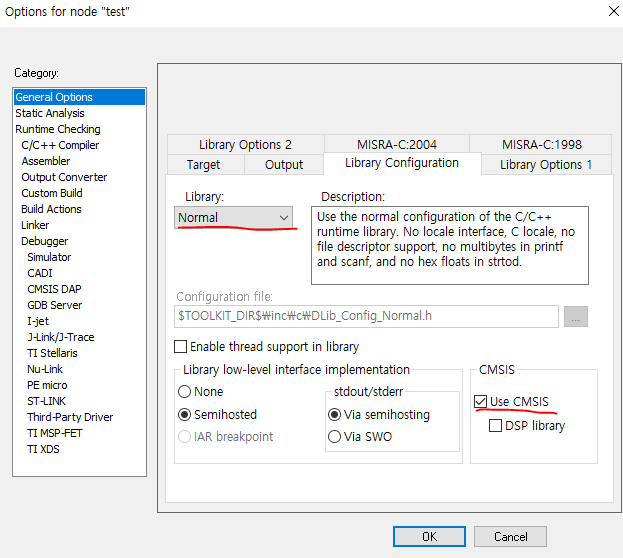 Options for node "test"
Category:
General Options
Static Analysis
Runtime Checking
C/C++ Compiler
Assembler
Output Converter
Custom Build
Build Actions
Linker
Debugger
Simulator
CADI
CMSIS DAP
GDB Server
I-jet
J-Link/J-Trace
TI Stellaris
Nu-Link
PE micro
ST-LINK
Third-Party Driver
TI MSP-FET
TI XDS
Library Options 2
MISRA-C:2004
MISRA-C:1998
Target
Output
Library Configuration
Library Options 1
Library:
Normal
Description:
Use the normal configuration of the C/C++
runtime library. No locale interface, C locale, no
file descriptor support, no multibytes in printf
and scanf, and no hex floats in strtod.
Configuration file:
$TOOLKIT_DIR$₩inc₩c₩DLib_Config_Normal.h
...
Enable thread support in library
Library low-level interface implementation
None
Semihosted
IAR breakpoint
stdout/stderr
Via semihosting
Via SWO
CMSIS
Use CMSIS
DSP library
OK
Cancel